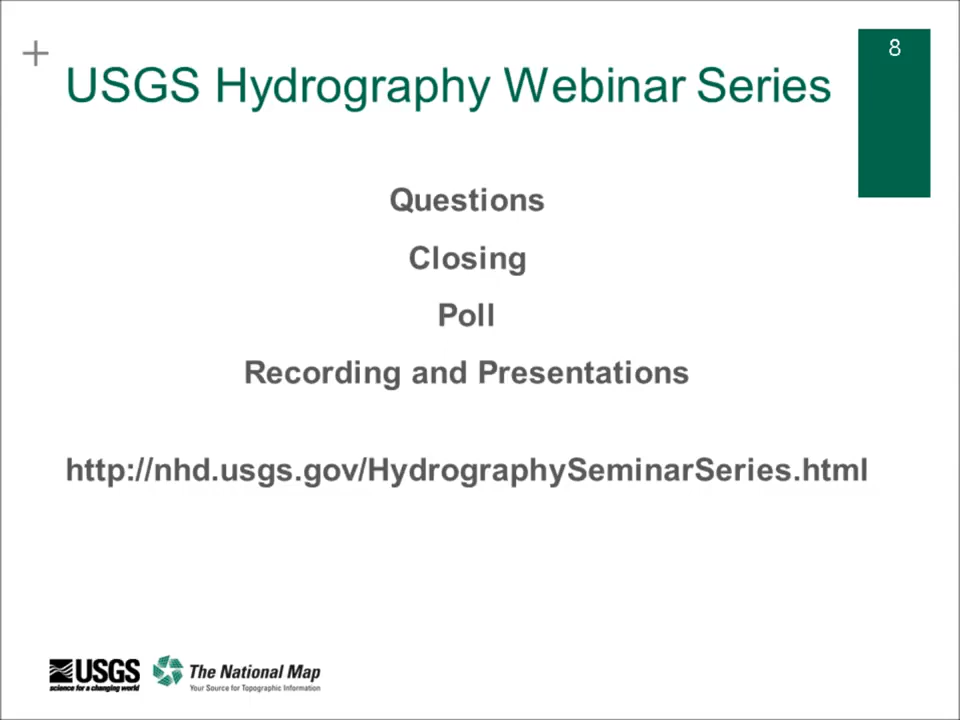 +
8
USGS Hydrography Webinar Series
Questions
Closing
Poll
Recording and Presentations
http://nhd.usgs.gov/HydrographySeminarSeries.html
USGS
science for a changing world
The National Map
Your Source for Topographic Information